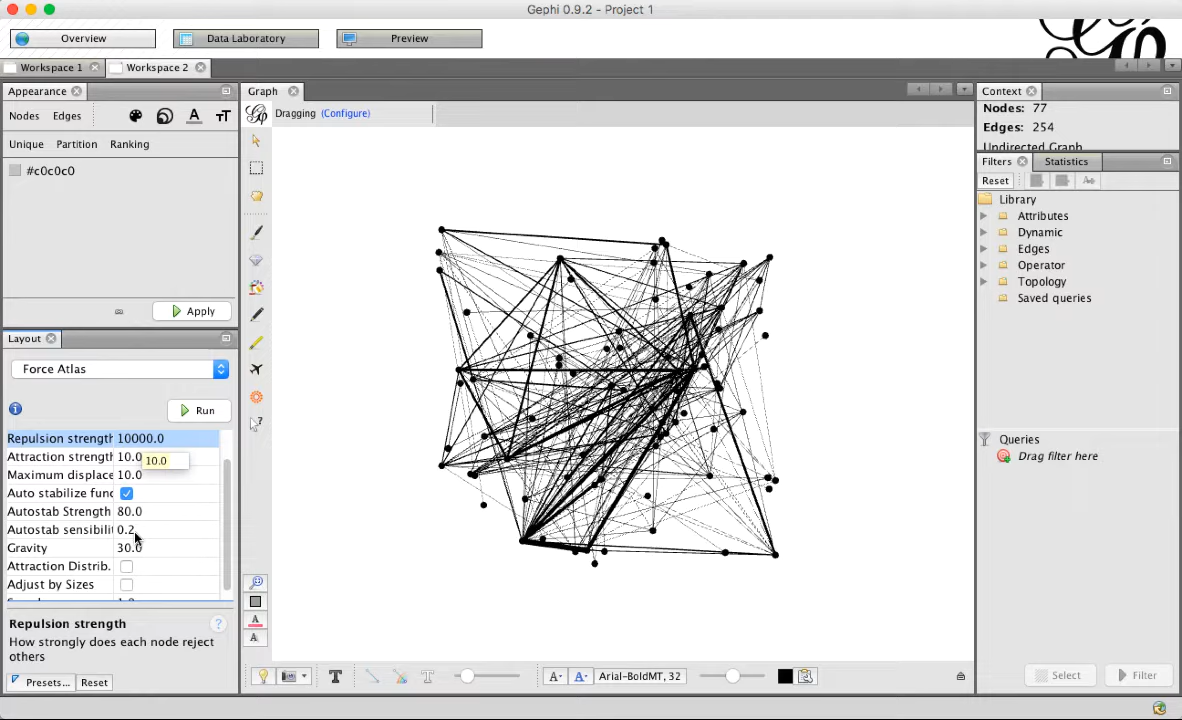 Gephi 0.9.2 - Project 1
Overview
Data Laboratory
Preview
Workspace 1
Workspace 2
Appearance
Nodes
Edges
Unique
Partition
Ranking
#c0c0c0
Apply
Layout
Force Atlas
Run
Repulsion strength 10000.0
Attraction strength 10.0
10.0
Maximum displace 10.0
Auto stabilize func
Autostab Strength 80.0
Autostab sensibili 0.2
Gravity 30.0
Attraction Distrib.
Adjust by Sizes
Repulsion strength
?
How strongly does each node reject
others
Presets...
Reset
Graph
Dragging (Configure)
Arial-BoldMT, 32
Context
Nodes: 77
Edges: 254
Undirected Graph
Filters
Statistics
Reset
Library
Attributes
Dynamic
Edges
Operator
Topology
Saved queries
Queries
Drag filter here
Select
Filter